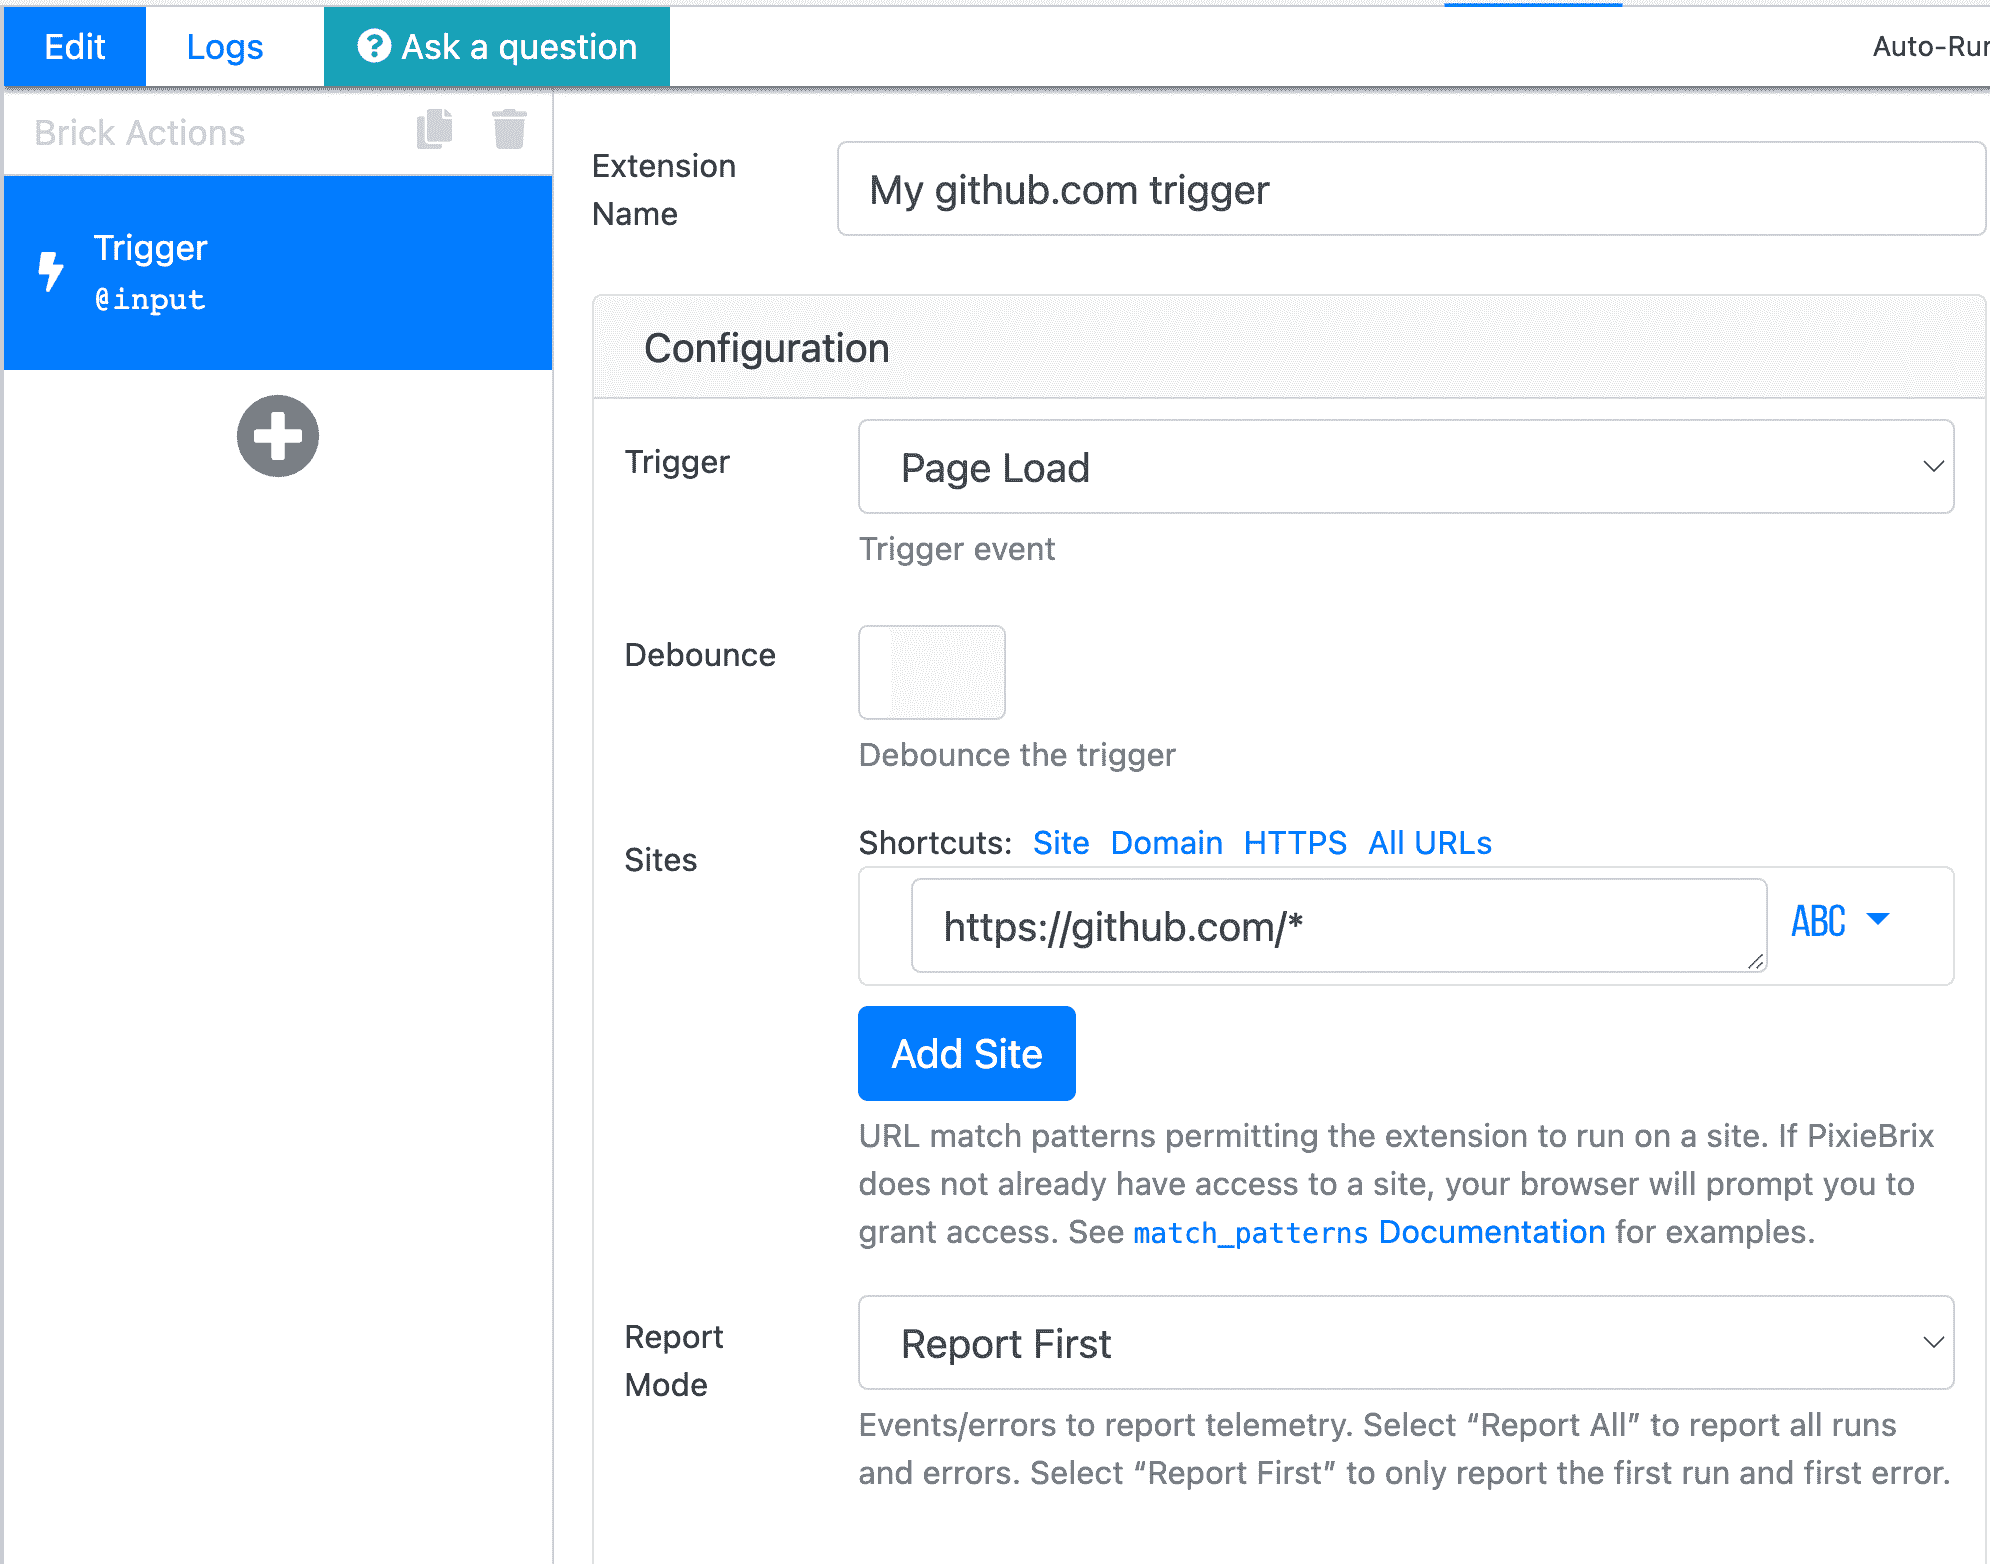 Edit Logs Ask a question Auto-Run
Brick Actions
Trigger
@input
Extension
Name
My github.com trigger
Configuration
Trigger
Page Load
Trigger event
Debounce
Debounce the trigger
Sites
Shortcuts: Site Domain HTTPS All URLs
https://github.com/*
ABC
Add Site
URL match patterns permitting the extension to run on a site. If PixieBrix
does not already have access to a site, your browser will prompt you to
grant access. See match_patterns Documentation for examples.
Report
Mode
Report First
Events/errors to report telemetry. Select “Report All” to report all runs
and errors. Select “Report First” to only report the first run and first error.